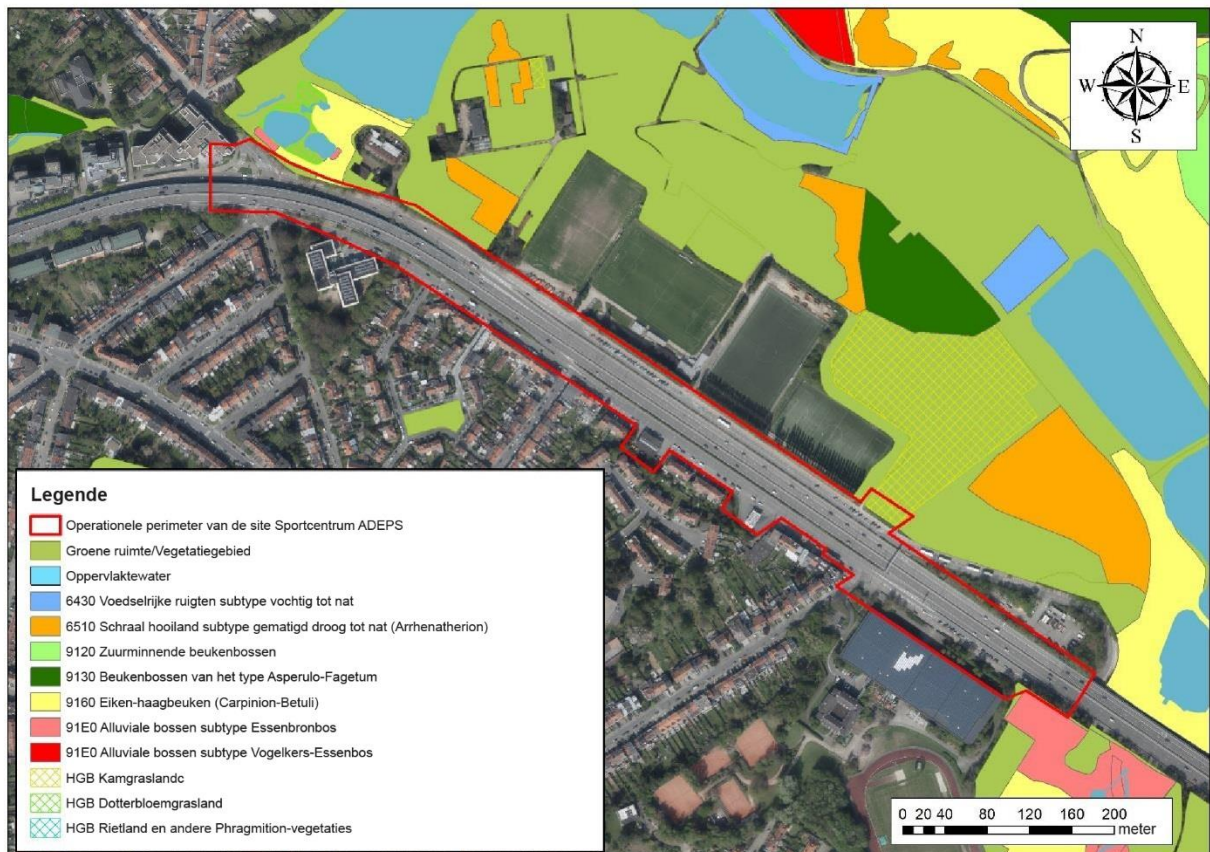 N
W E
S
Legende
Operationele perimeter van de site Sportcentrum ADEPS
Groene ruimte/Vegetatiegebied
Oppervlaktewater
6430 Voedselrijke ruigten subtype vochtig tot nat
6510 Schraal hooiland subtype gematigd droog tot nat (Arrhenatherion)
9120 Zuurminnende beukenbossen
9130 Beukenbossen van het type Asperulo-Fagetum
9160 Eiken-haagbeuken (Carpinion-Betuli)
91E0 Alluviale bossen subtype Essenbronbos
91E0 Alluviale bossen subtype Vogelkers-Essenbos
HGB Kamgraslandc
HGB Dotterbloemgrasland
HGB Rietland en andere Phragmition-vegetaties
0 20 40 80 120 160 200
meter